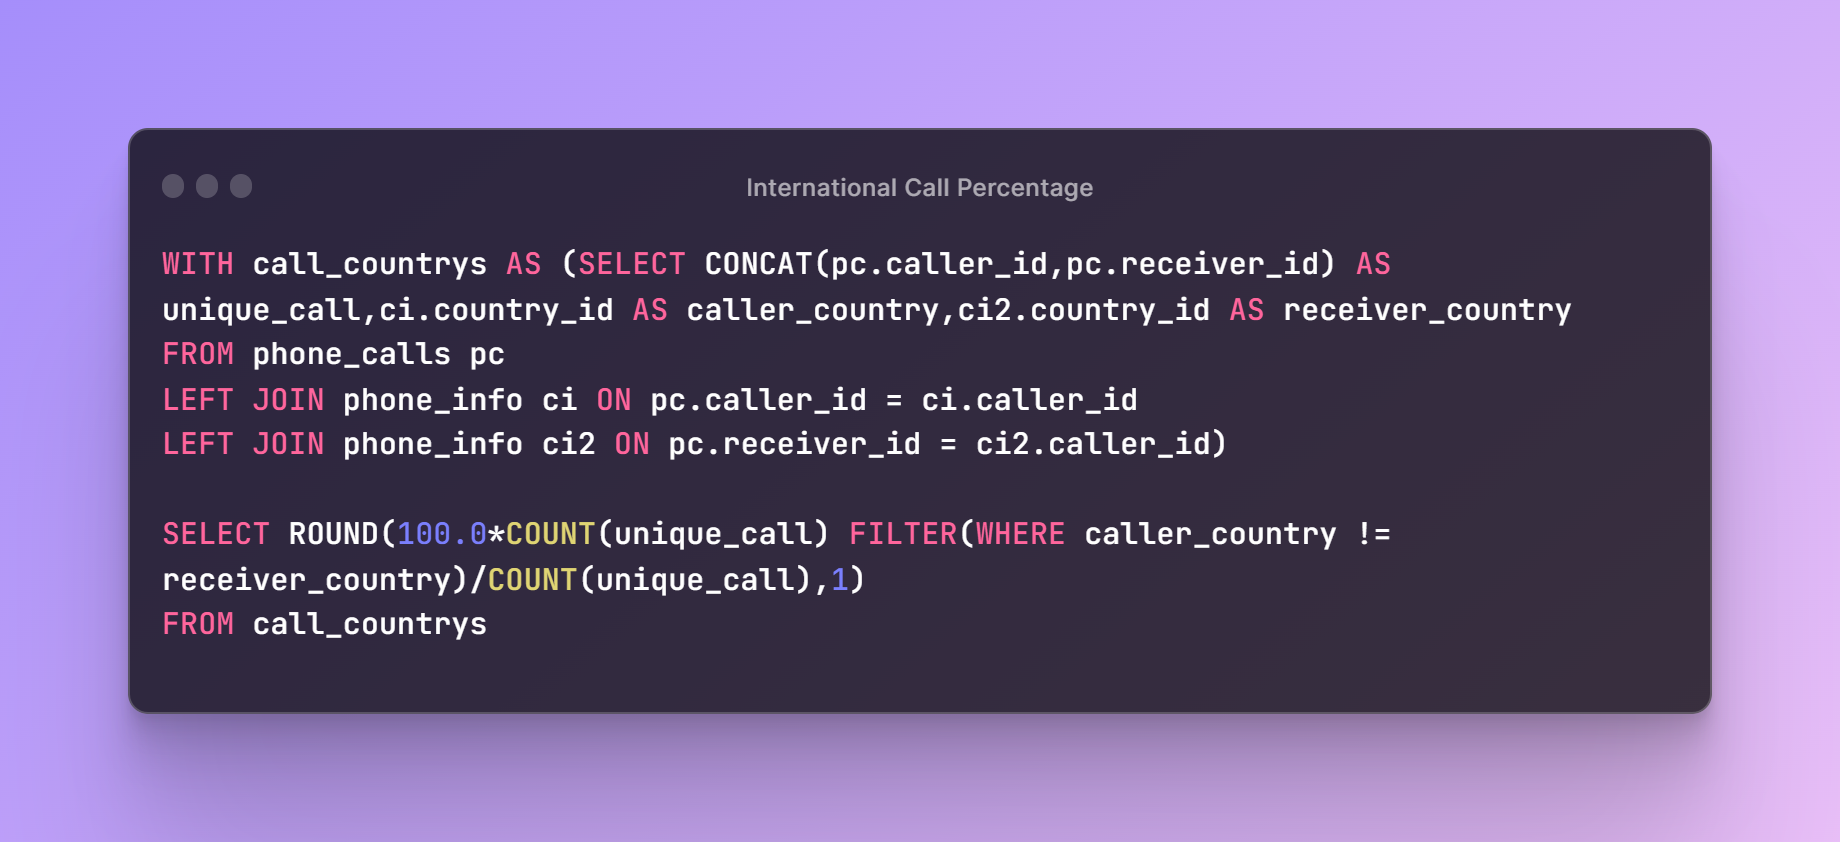 International Call Percentage
WITH call_countrys AS (SELECT CONCAT(pc.caller_id,pc.receiver_id) AS
unique_call,ci.country_id AS caller_country,ci2.country_id AS receiver_country
FROM phone_calls pc
LEFT JOIN phone_info ci ON pc.caller_id = ci.caller_id
LEFT JOIN phone_info ci2 ON pc.receiver_id = ci2.caller_id)

SELECT ROUND(100.0*COUNT(unique_call) FILTER(WHERE caller_country !=
receiver_country)/COUNT(unique_call),1)
FROM call_countrys